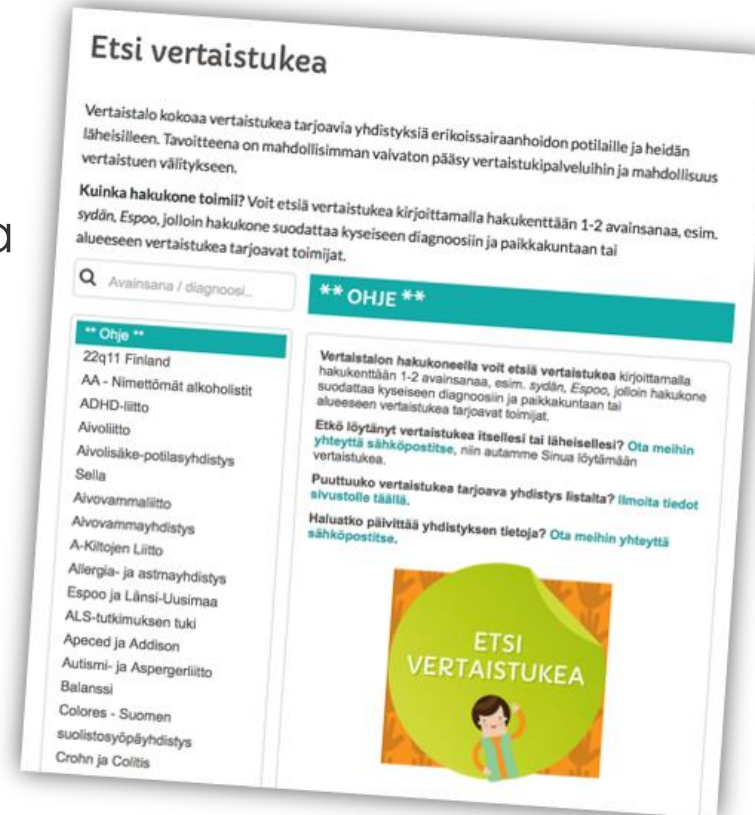 Etsi vertaistukea
Vertaistalo kokoaa vertaistukea tarjoavia yhdistyksiä erikoissairaanhoidon potilaille ja heidän
läheisilleen. Tavoitteena on mahdollisimman vaivaton pääsy vertaistukipalveluihin ja mahdollisuus
vertaistuen välitykseen.
Kuinka hakukone toimii? Voit etsiä vertaistukea kirjoittamalla hakukenttään 1-2 avainsanaa, esim.
sydän, Espoo, jolloin hakukone suodattaa kyseiseen diagnoosiin ja paikkakuntaan tai
alueeseen vertaistukea tarjoavat toimijat.
a
Avainsana / diagnoosi..
** Ohje **
22q11 Finland
AA - Nimettömät alkoholistit
ADHD-liitto
Aivoliitto
Aivolisäke-potilasyhdistys
Sella
Aivovammaliitto
Aivovammayhdistys
A-Kiltojen Liitto
Allergia- ja astmayhdistys
Espoo ja Länsi-Uusimaa
ALS-tutkimuksen tuki
Apeced ja Addison
Autismi- ja Aspergerliitto
Balanssi
Colores - Suomen
suolistosyöpäyhdistys
Crohn ja Colitis
** OHJE **
Vertaistalon hakukoneella voit etsiä vertaistukea kirjoittamalla
hakukenttään 1-2 avainsanaa, esim. sydän, Espoo, jolloin hakukone
suodattaa kyseiseen diagnoosiin ja paikkakuntaan tai
alueeseen vertaistukea tarjoavat toimijat.
Etkö löytänyt vertaistukea itsellesi tai läheisellesi? Ota meihin
yhteyttä sähköpostitse, niin autamme Sinua löytämään
vertaistukea.
Puuttuuko vertaistukea tarjoava yhdistys listalta? Ilmoita tiedot
sivustolle täällä.
Haluatko päivittää yhdistyksen tietoja? Ota meihin yhteyttä
sähköpostitse.
ETSI
VERTAISTUKEA